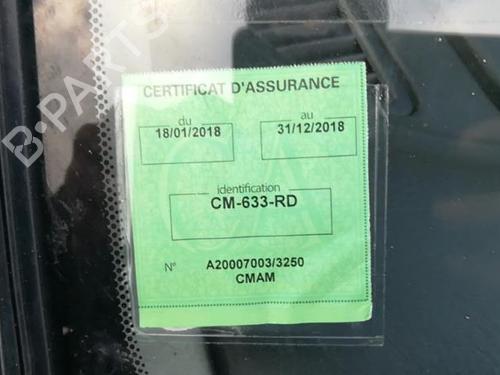 B-PARTS
CERTIFICAT D'ASSURANCE
du au
18/01/2018 31/12/2018
identification
CM-633-RD
N° A20007003/3250
CMAM